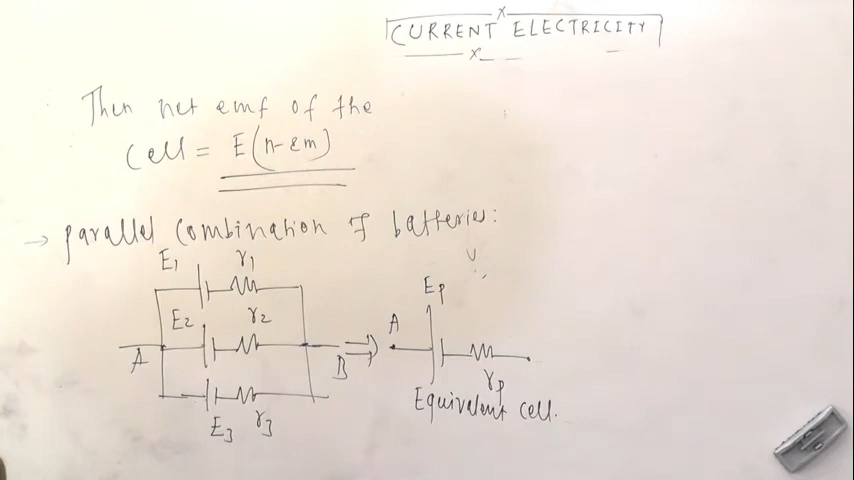 CURRENT ELECTRICITY
Then net emf of the
Cell = E(n-2m)
→ parallel combination of batteries:
E1 r1
E2 r2
A B
E3 r3
⇒
Ep
A
rp
Equivalent cell.